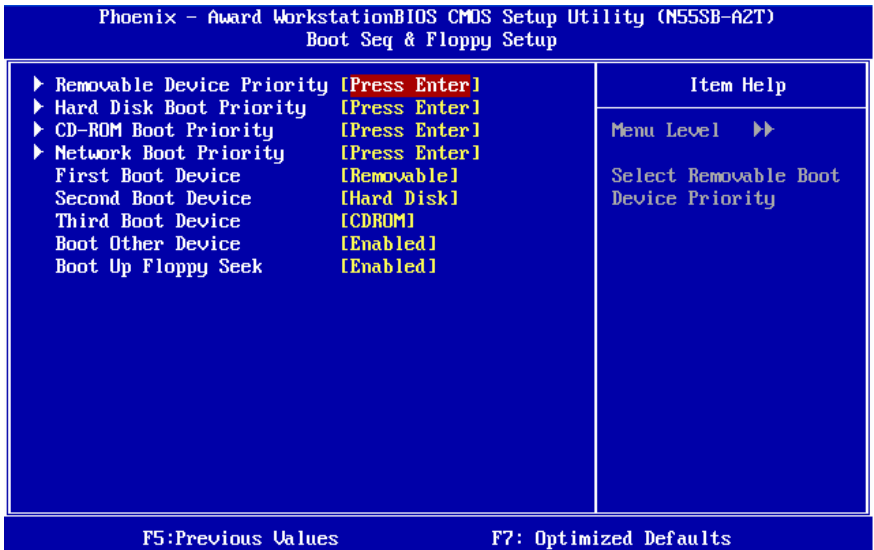 Phoenix - Award WorkstationBIOS CMOS Setup Utility (N55SB-A2T)
Boot Seq & Floppy Setup
Removable Device Priority [Press Enter]
Hard Disk Boot Priority [Press Enter]
CD-ROM Boot Priority [Press Enter]
Network Boot Priority [Press Enter]
First Boot Device [Removable]
Second Boot Device [Hard Disk]
Third Boot Device [CDROM]
Boot Other Device [Enabled]
Boot Up Floppy Seek [Enabled]
Item Help
Menu Level
Select Removable Boot
Device Priority
F5:Previous Values F7: Optimized Defaults